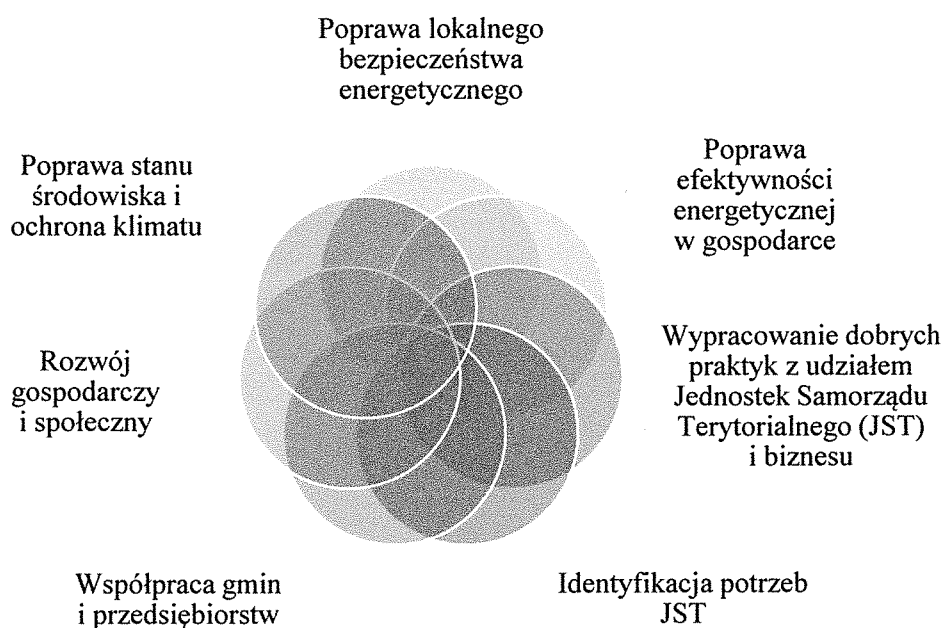 Poprawa lokalnego
bezpieczeństwa
energetycznego
Poprawa
efektywności
energetycznej
w gospodarce
Wypracowanie dobrych
praktyk z udziałem
Jednostek Samorządu
Terytorialnego (JST)
i biznesu
Identyfikacja potrzeb
JST
Współpraca gmin
i przedsiębiorstw
Rozwój
gospodarczy
i społeczny
Poprawa stanu
środowiska i
ochrona klimatu